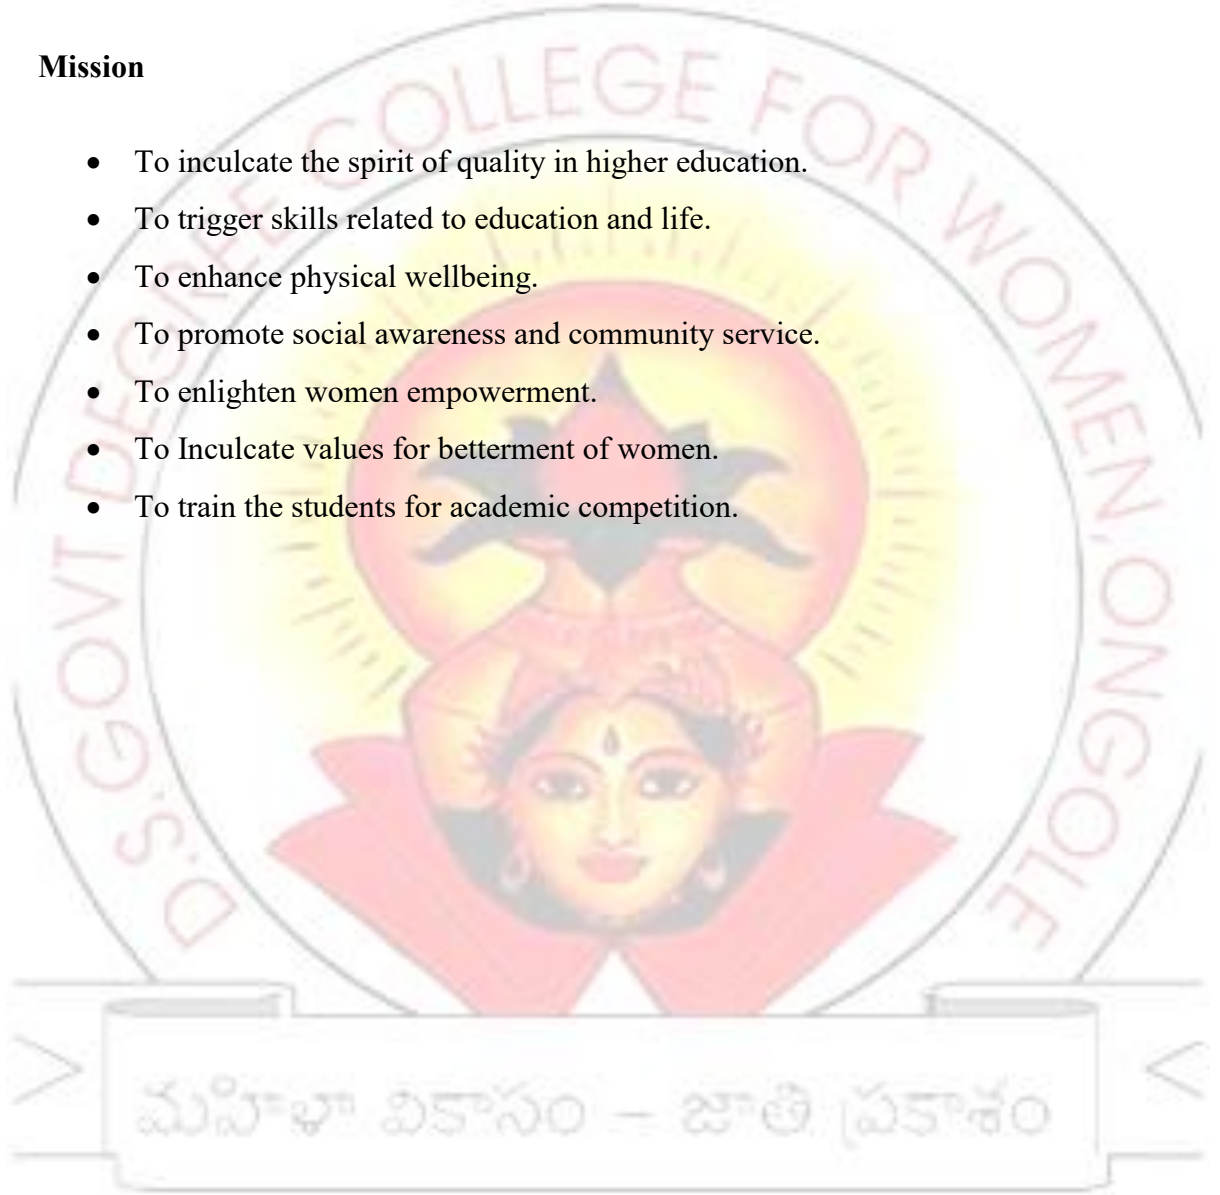 Mission
• To inculcate the spirit of quality in higher education.
• To trigger skills related to education and life.
• To enhance physical wellbeing.
• To promote social awareness and community service.
• To enlighten women empowerment.
• To Inculcate values for betterment of women.
• To train the students for academic competition.
D.S.GOVT DEGREE COLLEGE FOR WOMEN, ONGOLE
మహిళా వికాసం – జాతి ప్రకాశం